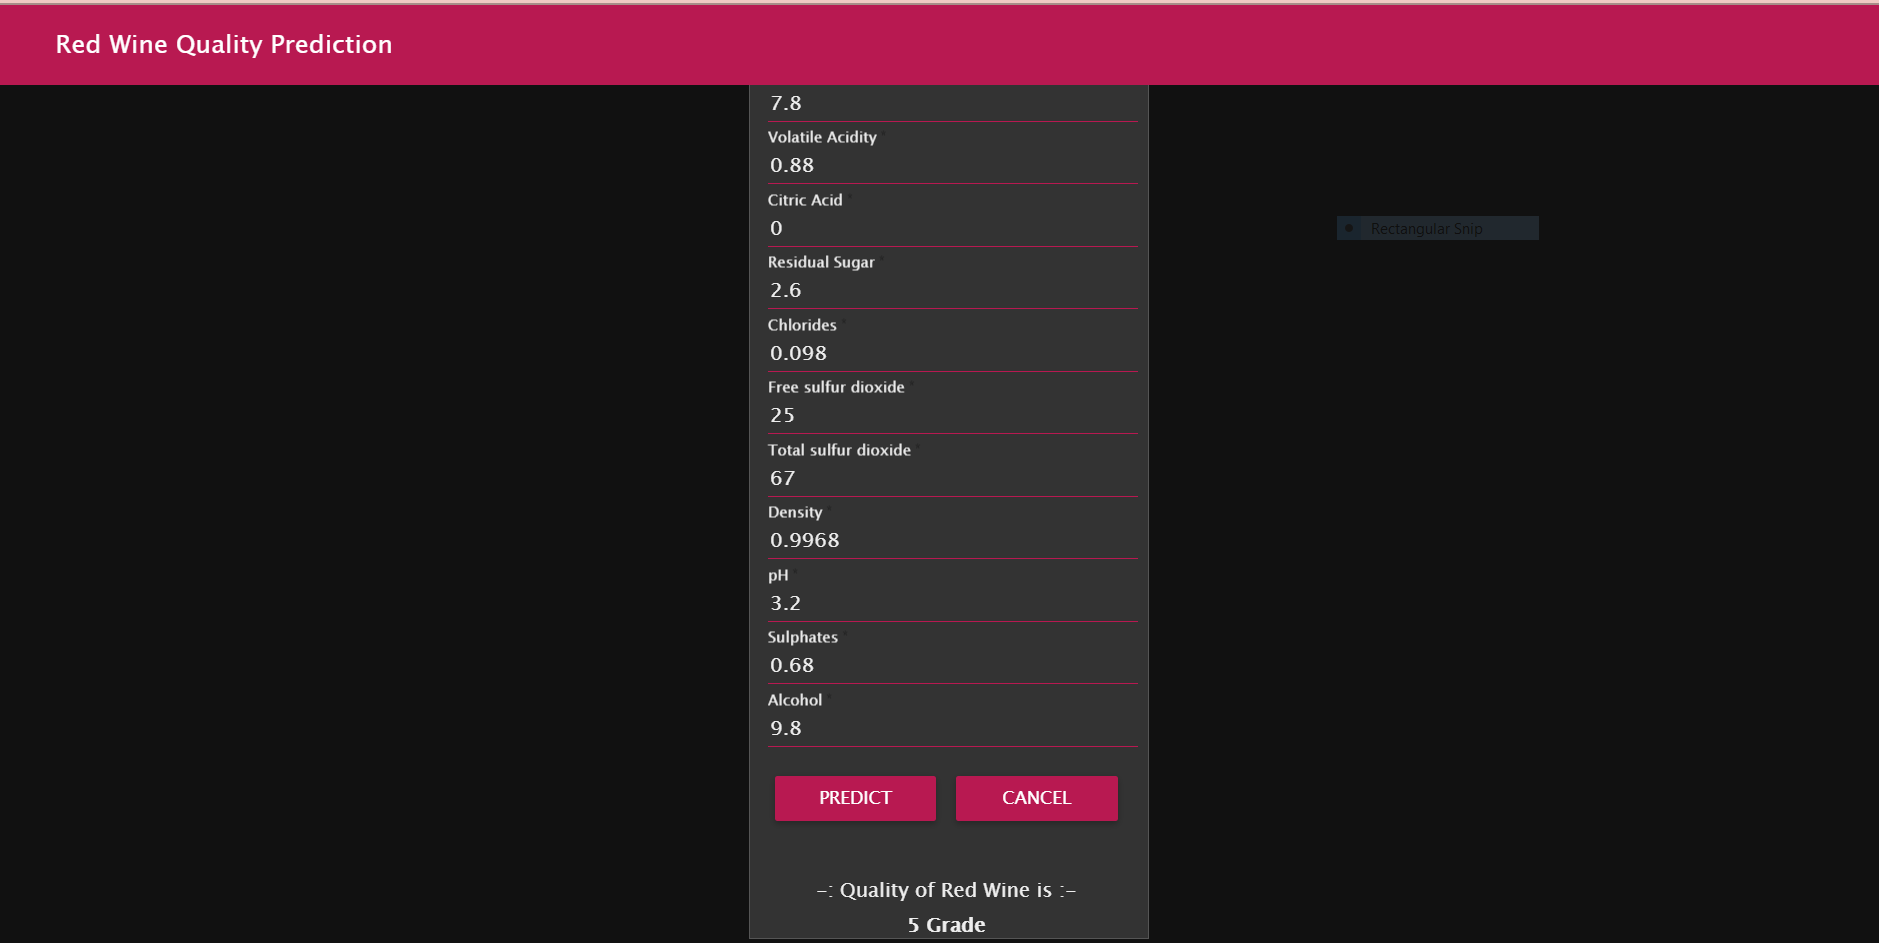 Red Wine Quality Prediction
7.8
Volatile Acidity *
0.88
Citric Acid *
0
Residual Sugar *
2.6
Chlorides *
0.098
Free sulfur dioxide *
25
Total sulfur dioxide *
67
Density *
0.9968
pH *
3.2
Sulphates *
0.68
Alcohol *
9.8
PREDICT CANCEL
Rectangular Snip
-: Quality of Red Wine is :-
5 Grade